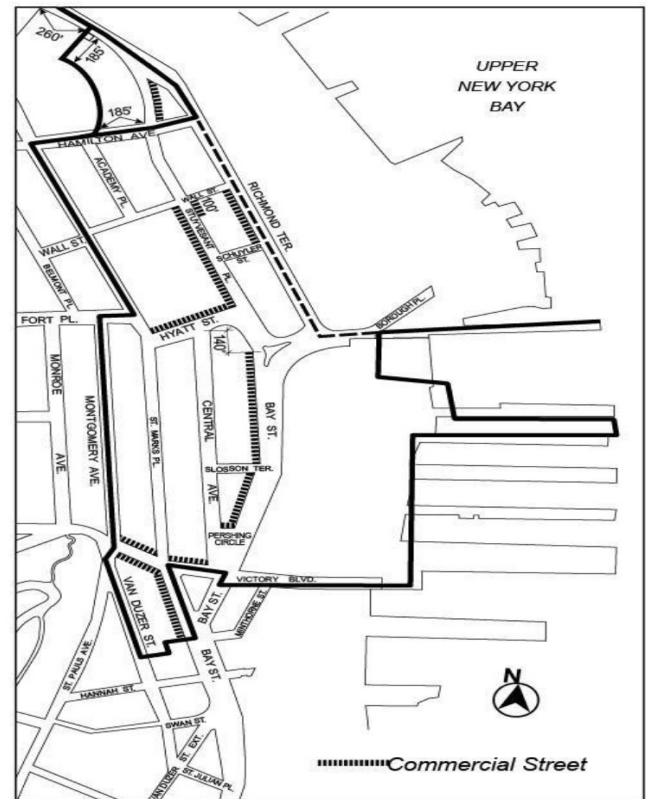 260'
185'
UPPER
NEW YORK
BAY
185'
HAMILTON AVE
ACADEMY PL.
RICHMOND TER.
WALL ST.
100'
STUYVESANT
PL.
WALL ST.
SCHUYLER
ST.
BELMONT PL.
BOROUGH PL.
FORT PL.
HYATT ST.
140'
MONROE
AVE.
MONTGOMERY AVE.
ST. MARKS PL.
CENTRAL
AVE.
BAY ST.
SLOSSON TER.
PERSHING
CIRCLE
VICTORY BLVD.
VAN DUZER ST.
BAY ST.
MINTHORNE ST.
BAY ST.
ST. PAULS AVE.
HANNAH ST.
SWAN ST.
VAN DUZER
ST. EXT.
ST. JULIAN PL.
N
Commercial Street